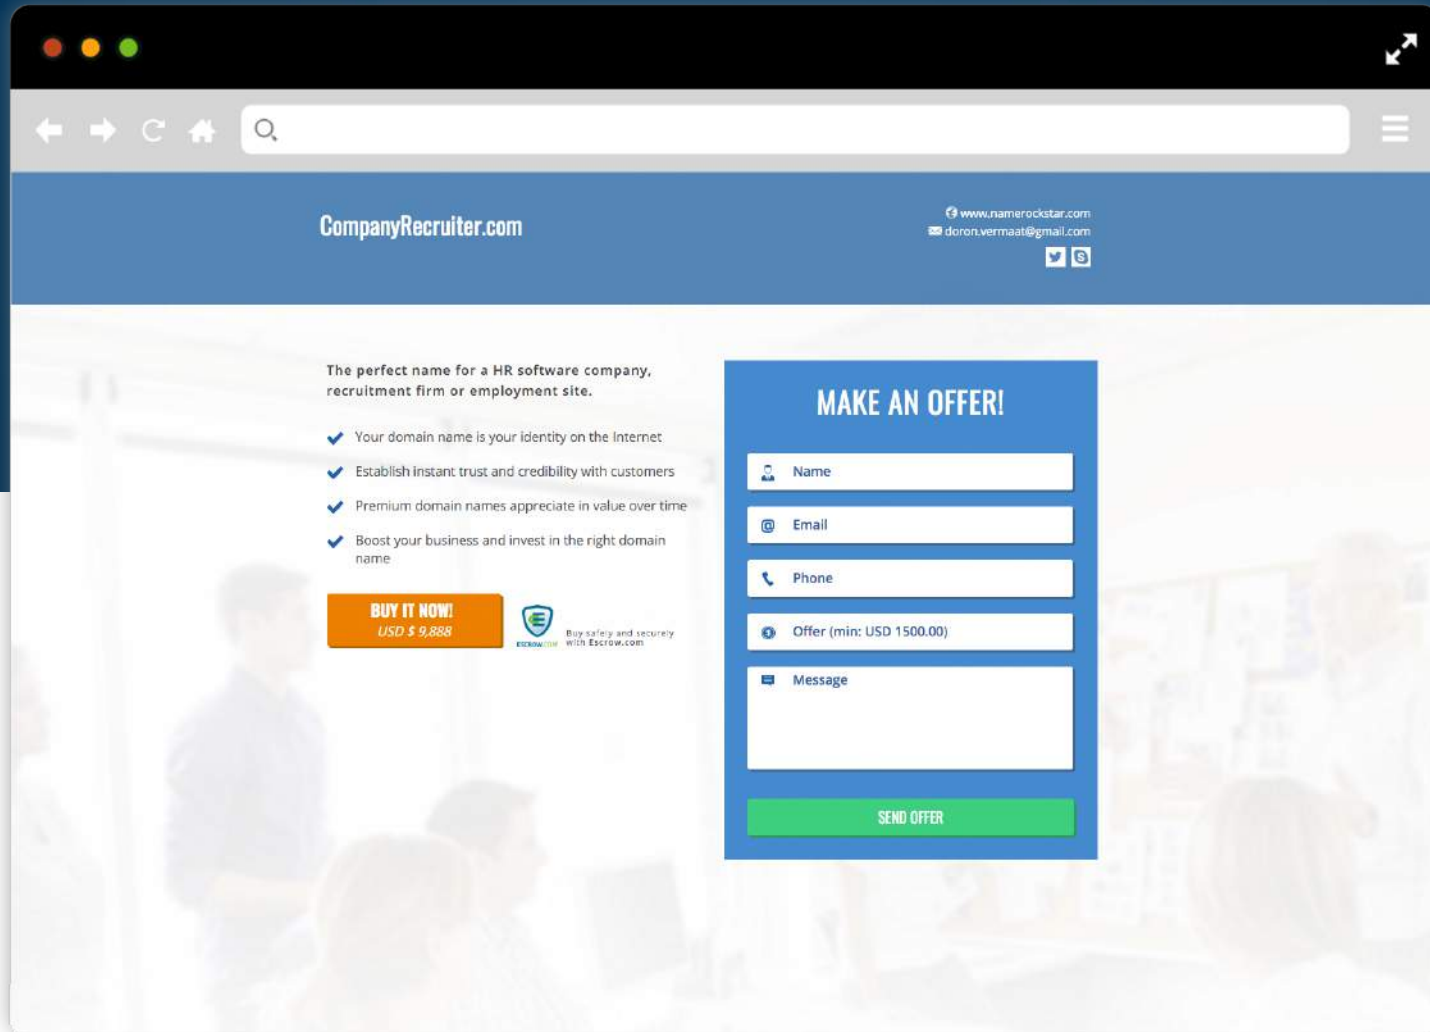 CompanyRecruiter.com
www.namerockstar.com
doron.vermaat@gmail.com
The perfect name for a HR software company,
recruitment firm or employment site.
Your domain name is your identity on the Internet
Establish instant trust and credibility with customers
Premium domain names appreciate in value over time
Boost your business and invest in the right domain
name
BUY IT NOW!
USD $ 9,888
ESCROW.COM
Buy safely and securely
with Escrow.com
MAKE AN OFFER!
Name
Email
Phone
Offer (min: USD 1500.00)
Message
SEND OFFER